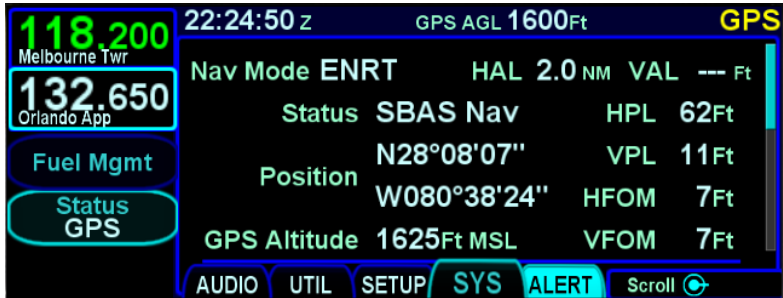 118.200
Melbourne Twr
132.650
Orlando App
Fuel Mgmt
Status
GPS
22:24:50 Z GPS AGL 1600Ft GPS
Nav Mode ENRT HAL 2.0 NM VAL --- Ft
Status SBAS Nav HPL 62Ft
Position N28°08'07" VPL 11Ft
W080°38'24" HFOM 7Ft
GPS Altitude 1625Ft MSL VFOM 7Ft
AUDIO UTIL SETUP SYS ALERT Scroll